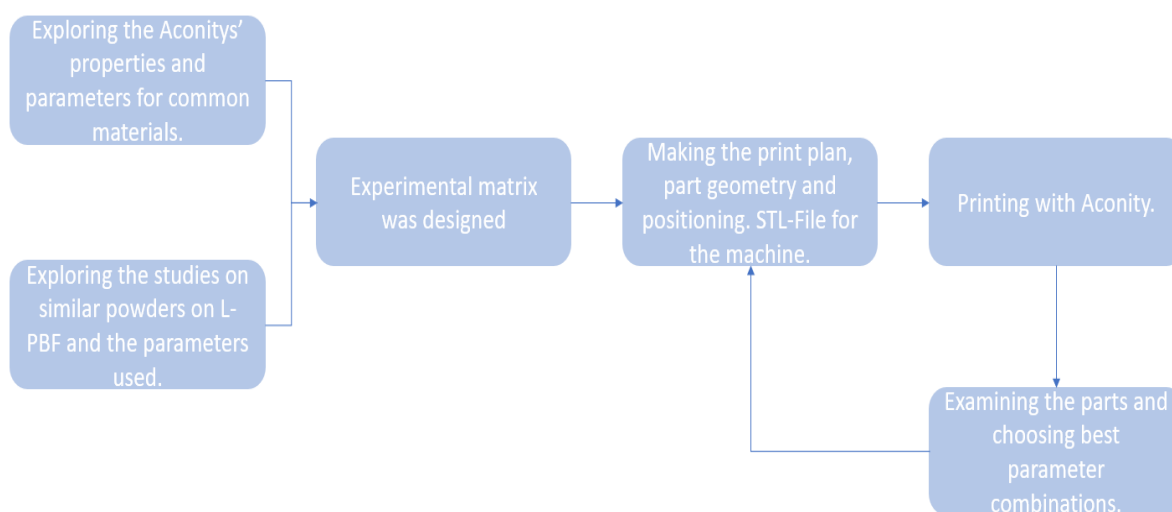 Exploring the Aconitys’
properties and
parameters for common
materials.
Exploring the studies on
similar powders on L-
PBF and the parameters
used.
Experimental matrix
was designed
Making the print plan,
part geometry and
positioning. STL-File for
the machine.
Printing with Aconity.
Examining the parts and
choosing best
parameter
combinations.